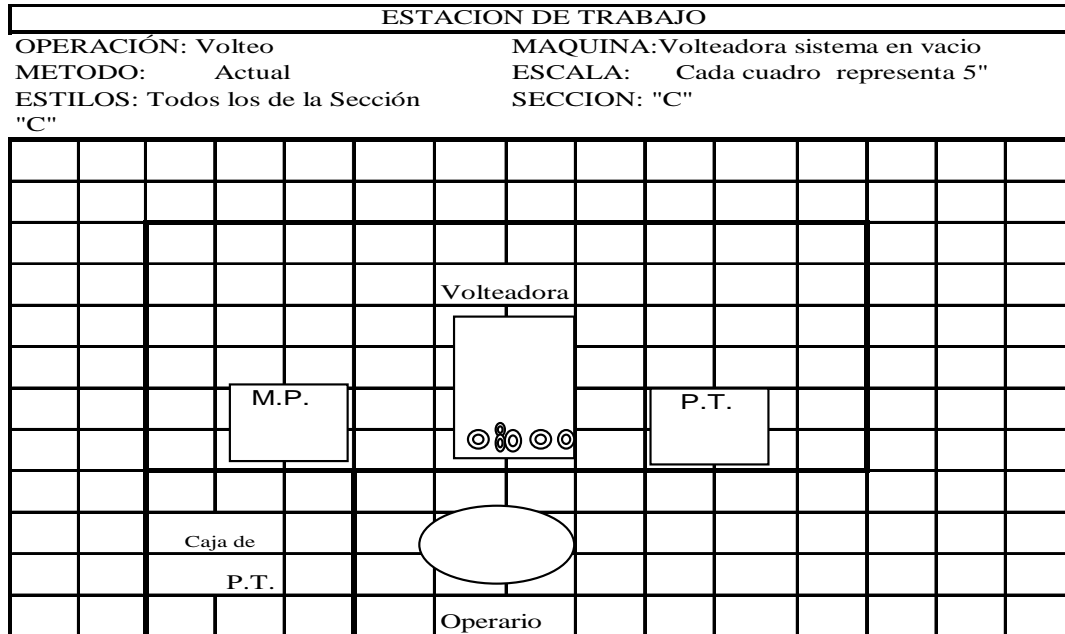 ESTACION DE TRABAJO
OPERACIÓN: Volteo MAQUINA:Volteadora sistema en vacio
METODO: Actual ESCALA: Cada cuadro representa 5"
ESTILOS: Todos los de la Sección SECCION: "C"
"C"
Volteadora
M.P. P.T.
Caja de
P.T.
Operario